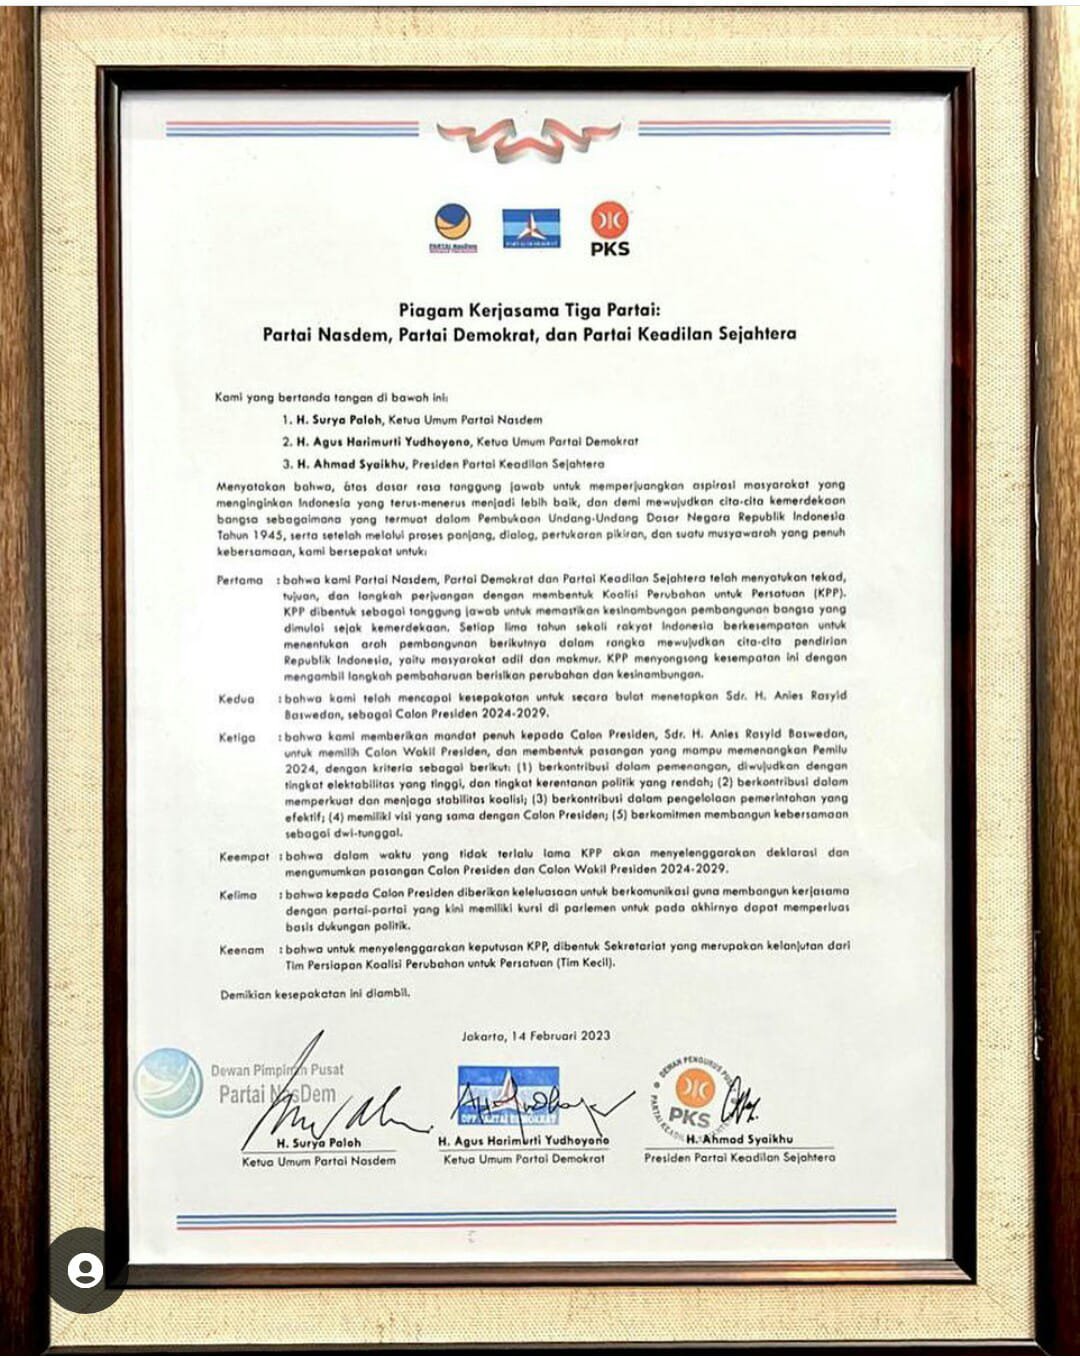 PARTAI NasDem
PARTAI DEMOKRAT
PKS
Piagam Kerjasama Tiga Partai:
Partai Nasdem, Partai Demokrat, dan Partai Keadilan Sejahtera
Kami yang bertanda tangan di bawah ini:
1. H. Surya Paloh, Ketua Umum Partai Nasdem
2. H. Agus Harimurti Yudhoyono, Ketua Umum Partai Demokrat
3. H. Ahmad Syaikhu, Presiden Partai Keadilan Sejahtera
Menyatakan bahwa, atas dasar rasa tanggung jawab untuk memperjuangkan aspirasi masyarakat yang
menginginkan Indonesia yang terus-menerus menjadi lebih baik, dan demi mewujudkan cita-cita kemerdekaan
bangsa sebagaimana yang termuat dalam Pembukaan Undang-Undang Dasar Negara Republik Indonesia
Tahun 1945, serta setelah melalui proses panjang, dialog, pertukaran pikiran, dan suatu musyawarah yang penuh
kebersamaan, kami bersepakat untuk:
Pertama : bahwa kami Partai Nasdem, Partai Demokrat dan Partai Keadilan Sejahtera telah menyatukan tekad,
tujuan, dan langkah perjuangan dengan membentuk Koalisi Perubahan untuk Persatuan (KPP).
KPP dibentuk sebagai tanggung jawab untuk memastikan kesinambungan pembangunan bangsa yang
dimulai sejak kemerdekaan. Setiap lima tahun sekali rakyat Indonesia berkesempatan untuk
menentukan arah pembangunan berikutnya dalam rangka mewujudkan cita-cita pendirian
Republik Indonesia, yaitu masyarakat adil dan makmur. KPP menyongsong kesempatan ini dengan
mengambil langkah pembaharuan berisikan perubahan dan kesinambungan.
Kedua : bahwa kami telah mencapai kesepakatan untuk secara bulat menetapkan Sdr. H. Anies Rasyid
Baswedan, sebagai Calon Presiden 2024-2029.
Ketiga : bahwa kami memberikan mandat penuh kepada Calon Presiden, Sdr. H. Anies Rasyid Baswedan,
untuk memilih Calon Wakil Presiden, dan membentuk pasangan yang mampu memenangkan Pemilu
2024, dengan kriteria sebagai berikut: (1) berkontribusi dalam pemenangan, diwujudkan dengan
tingkat elektabilitas yang tinggi, dan tingkat kerentanan politik yang rendah; (2) berkontribusi dalam
memperkuat dan menjaga stabilitas koalisi; (3) berkontribusi dalam pengelolaan pemerintahan yang
efektif; (4) memiliki visi yang sama dengan Calon Presiden; (5) berkomitmen membangun kebersamaan
sebagai dwi-tunggal.
Keempat : bahwa dalam waktu yang tidak terlalu lama KPP akan menyelenggarakan deklarasi dan
mengumumkan pasangan Calon Presiden dan Calon Wakil Presiden 2024-2029.
Kelima : bahwa kepada Calon Presiden diberikan keleluasaan untuk berkomunikasi guna membangun kerjasama
dengan partai-partai yang kini memiliki kursi di parlemen untuk pada akhirnya dapat memperluas
basis dukungan politik.
Keenam : bahwa untuk menyelenggarakan keputusan KPP, dibentuk Sekretariat yang merupakan kelanjutan dari
Tim Persiapan Koalisi Perubahan untuk Persatuan (Tim Kecil).
Demikian kesepakatan ini diambil.
Jakarta, 14 Februari 2023
Dewan Pimpinan Pusat
Partai NasDem
DPP PARTAI DEMOKRAT
DEWAN PENGURUS
PKS
H. Surya Paloh
Ketua Umum Partai Nasdem
H. Agus Harimurti Yudhoyono
Ketua Umum Partai Demokrat
H. Ahmad Syaikhu
Presiden Partai Keadilan Sejahtera